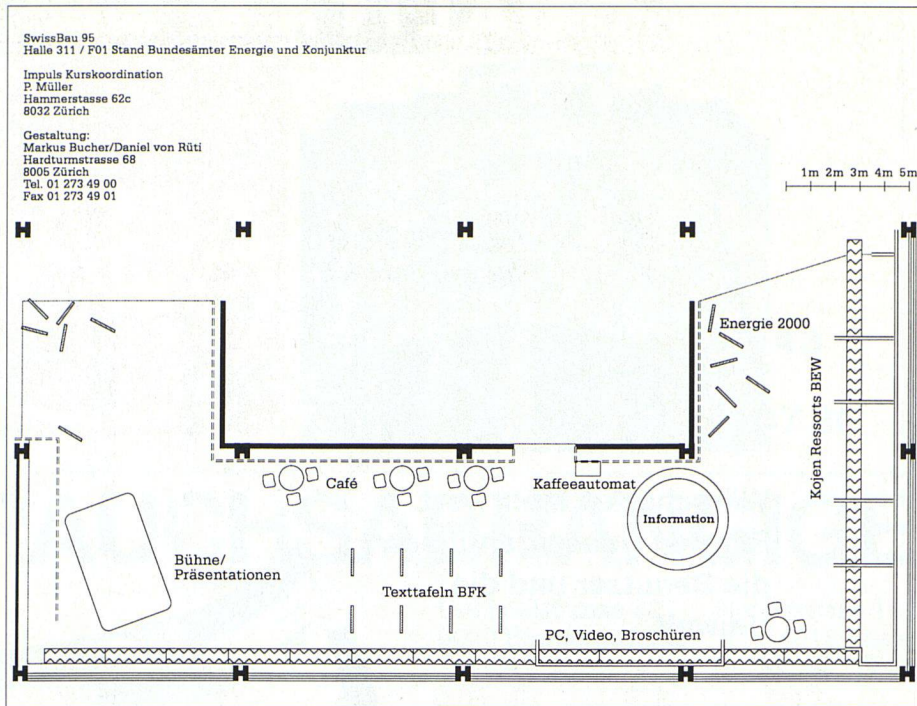 SwissBau 95
Halle 311 / F01 Stand Bundesämter Energie und Konjunktur
Impuls Kurskoordination
P. Müller
Hammerstasse 62c
8032 Zürich
Gestaltung:
Markus Bucher/Daniel von Rüti
Hardturmstrasse 68
8005 Zürich
Tel. 01 273 49 00
Fax 01 273 49 01
1m 2m 3m 4m 5m
Energie 2000
Kojen Ressorts BEW
Café
Kaffeeautomat
Information
Bühne/
Präsentationen
Texttafeln BFK
PC, Video, Broschüren